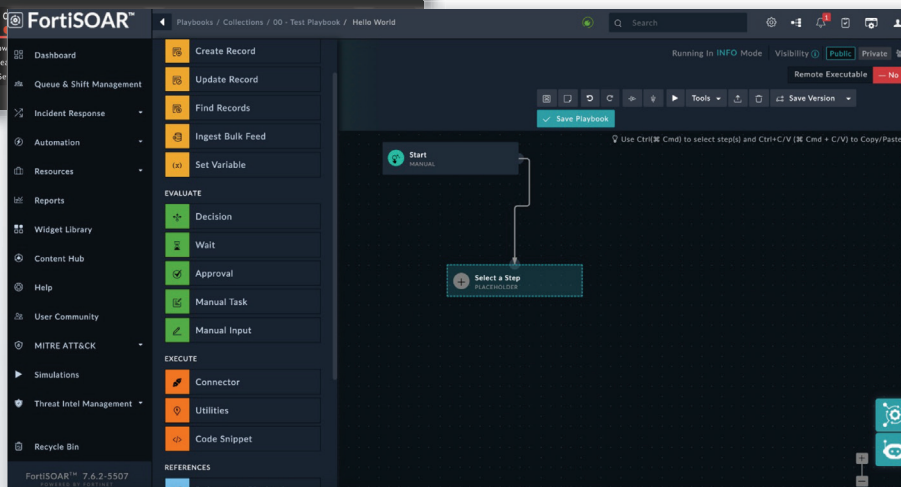 FortiSOAR™
Playbooks / Collections / 00 - Test Playbook / Hello World
Search
1
Dashboard
Queue & Shift Management
Incident Response
Automation
Resources
Reports
Widget Library
Content Hub
Help
User Community
MITRE ATT&CK
Simulations
Threat Intel Management
Recycle Bin
FortiSOAR™ 7.6.2-5507
POWERED BY FORTINET
Create Record
Update Record
Find Records
Ingest Bulk Feed
(x) Set Variable
EVALUATE
Decision
Wait
Approval
Manual Task
Manual Input
EXECUTE
Connector
Utilities
</> Code Snippet
REFERENCES
Running In INFO Mode
Visibility
Public
Private
Remote Executable
No
Tools
Save Version
Save Playbook
Use Ctrl(⌘ Cmd) to select step(s) and Ctrl+C/V (⌘ Cmd + C/V) to Copy/Paste
Start
MANUAL
Select a Step
PLACEHOLDER